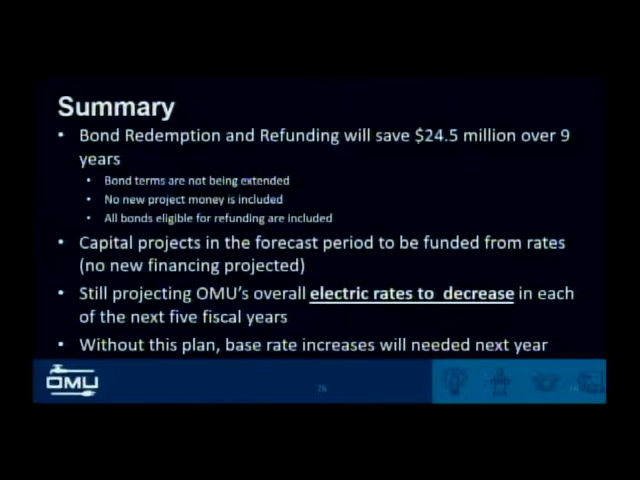 Summary
• Bond Redemption and Refunding will save $24.5 million over 9
years
• Bond terms are not being extended
• No new project money is included
• All bonds eligible for refunding are included
• Capital projects in the forecast period to be funded from rates
(no new financing projected)
• Still projecting OMU's overall electric rates to decrease in each
of the next five fiscal years
• Without this plan, base rate increases will needed next year
OMU